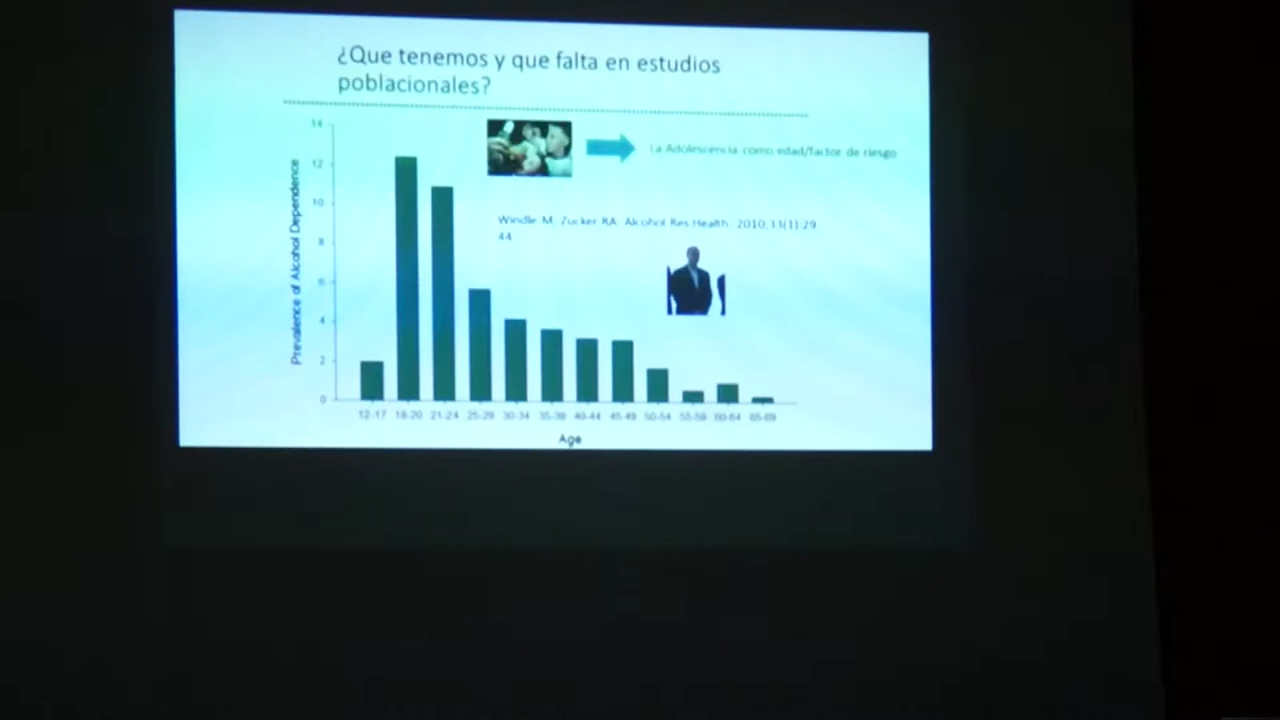 ¿Que tenemos y que falta en estudios
poblacionales?
La Adolescencia como edad/factor de riesgo
Windle M, Zucker RA. Alcohol Res Health. 2010;33(1):29-
44
Prevalence of Alcohol Dependence
14
12
10
8
6
4
2
0
12-17 18-20 21-24 25-29 30-34 35-39 40-44 45-49 50-54 55-59 60-64 65-69
Age